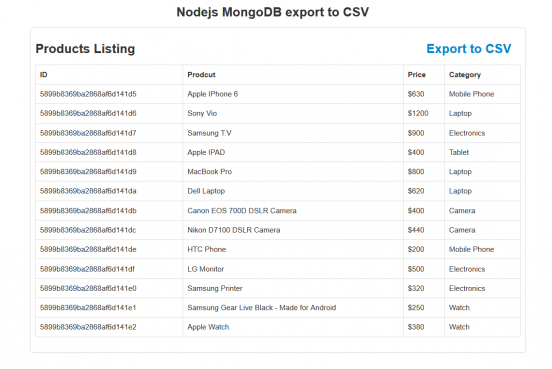 Nodejs MongoDB export to CSV
Products Listing Export to CSV
ID Prodcut Price Category
5899b8369ba2868af6d141d5 Apple IPhone 6 $630 Mobile Phone
5899b8369ba2868af6d141d6 Sony Vio $1200 Laptop
5899b8369ba2868af6d141d7 Samsung T.V $900 Electronics
5899b8369ba2868af6d141d8 Apple IPAD $400 Tablet
5899b8369ba2868af6d141d9 MacBook Pro $800 Laptop
5899b8369ba2868af6d141da Dell Laptop $620 Laptop
5899b8369ba2868af6d141db Canon EOS 700D DSLR Camera $400 Camera
5899b8369ba2868af6d141dc Nikon D7100 DSLR Camera $440 Camera
5899b8369ba2868af6d141de HTC Phone $200 Mobile Phone
5899b8369ba2868af6d141df LG Monitor $500 Electronics
5899b8369ba2868af6d141e0 Samsung Printer $320 Electronics
5899b8369ba2868af6d141e1 Samsung Gear Live Black - Made for Android $250 Watch
5899b8369ba2868af6d141e2 Apple Watch $380 Watch